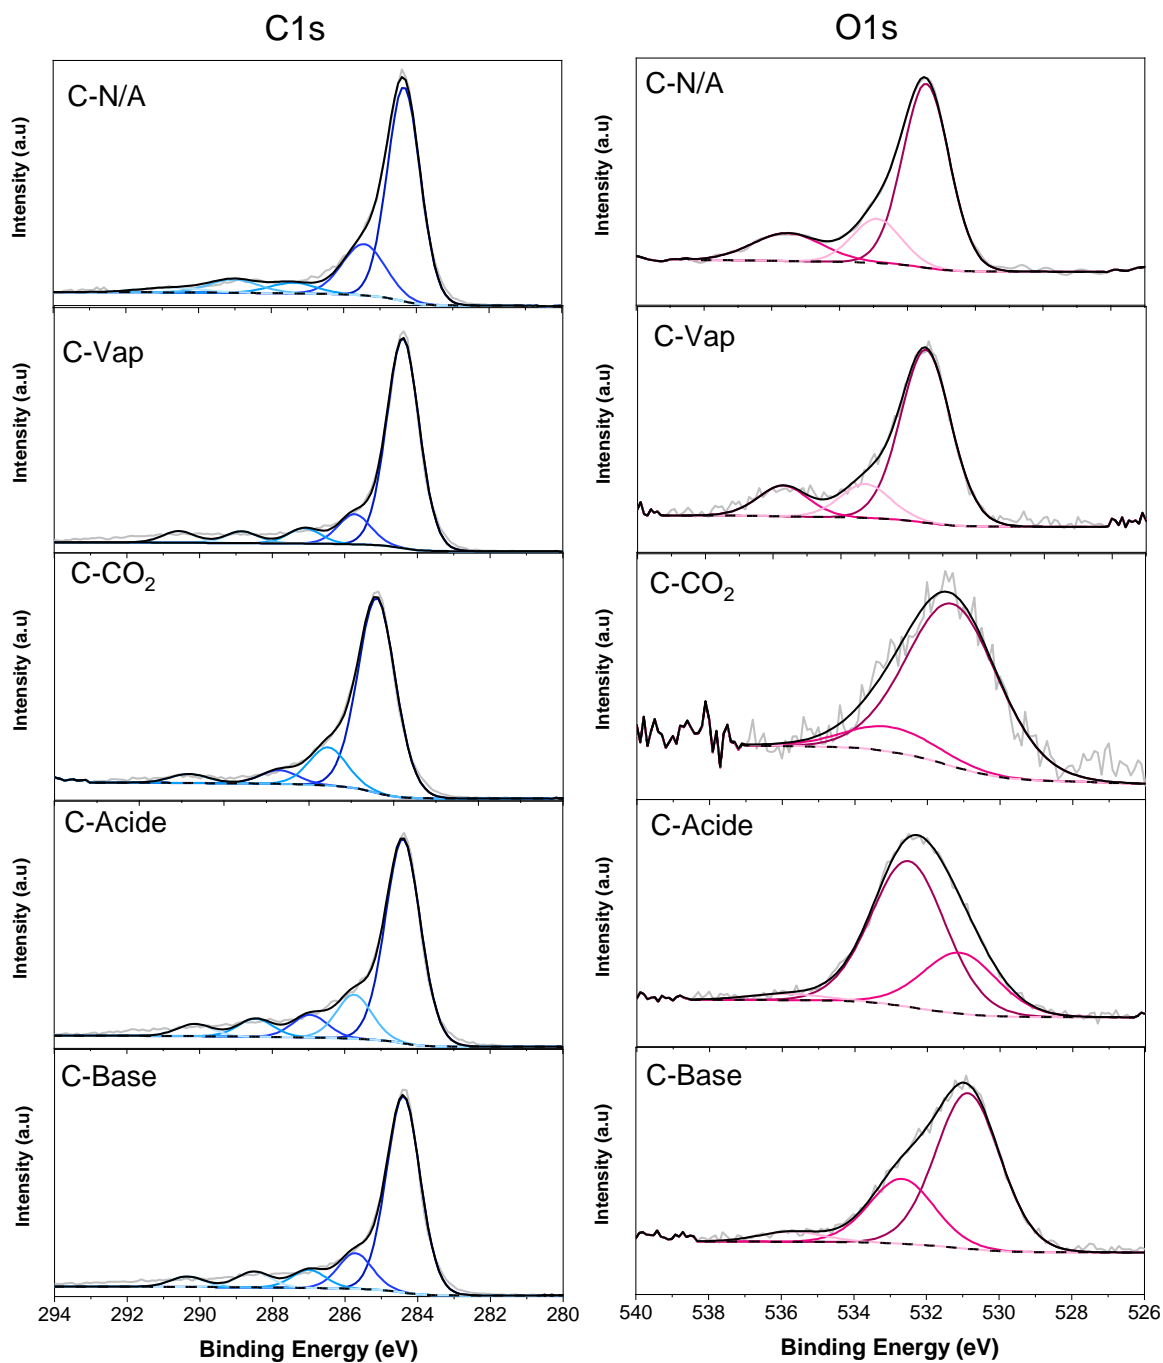 C1s
O1s
C-N/A
Intensity (a.u)
C-N/A
Intensity (a.u)
C-Vap
Intensity (a.u)
C-Vap
Intensity (a.u)
C-CO₂
Intensity (a.u)
C-CO₂
Intensity (a.u)
C-Acide
Intensity (a.u)
C-Acide
Intensity (a.u)
C-Base
Intensity (a.u)
C-Base
Intensity (a.u)
294 292 290 288 286 284 282 280
540 538 536 534 532 530 528 526
Binding Energy (eV)
Binding Energy (eV)